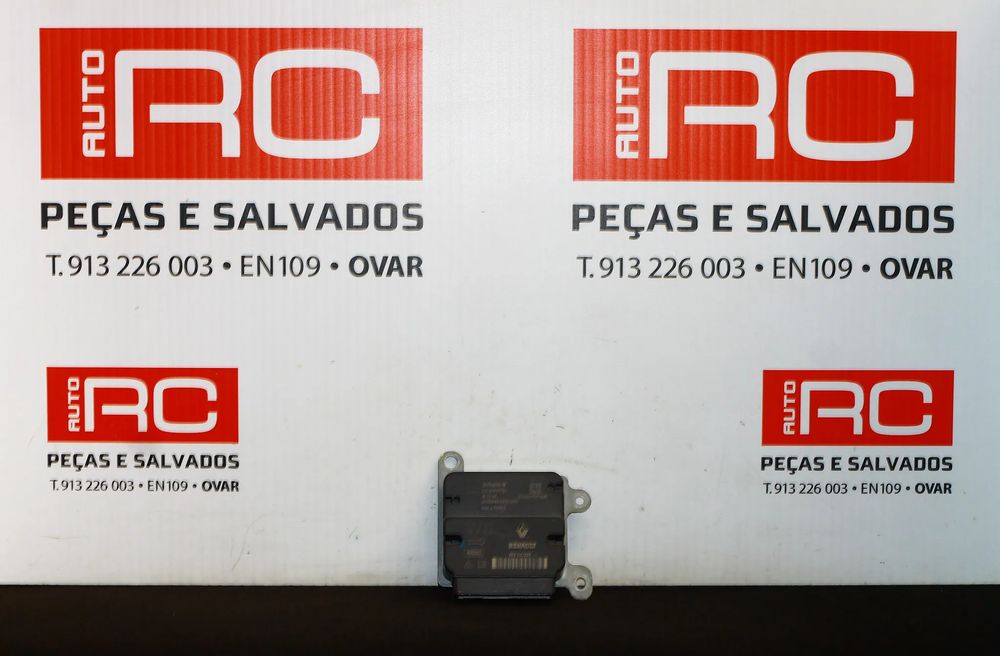 AUTO RC
PEÇAS E SALVADOS
T. 913 226 003 • EN109 • OVAR
AUTO RC
PEÇAS E SALVADOS
T. 913 226 003 • EN109 • OVAR
AUTO RC
PEÇAS E SALVADOS
T. 913 226 003 • EN109 • OVAR
AUTO RC
PEÇAS E SALVADOS
T. 913 226 003 • EN109 • OVAR
RENAULT